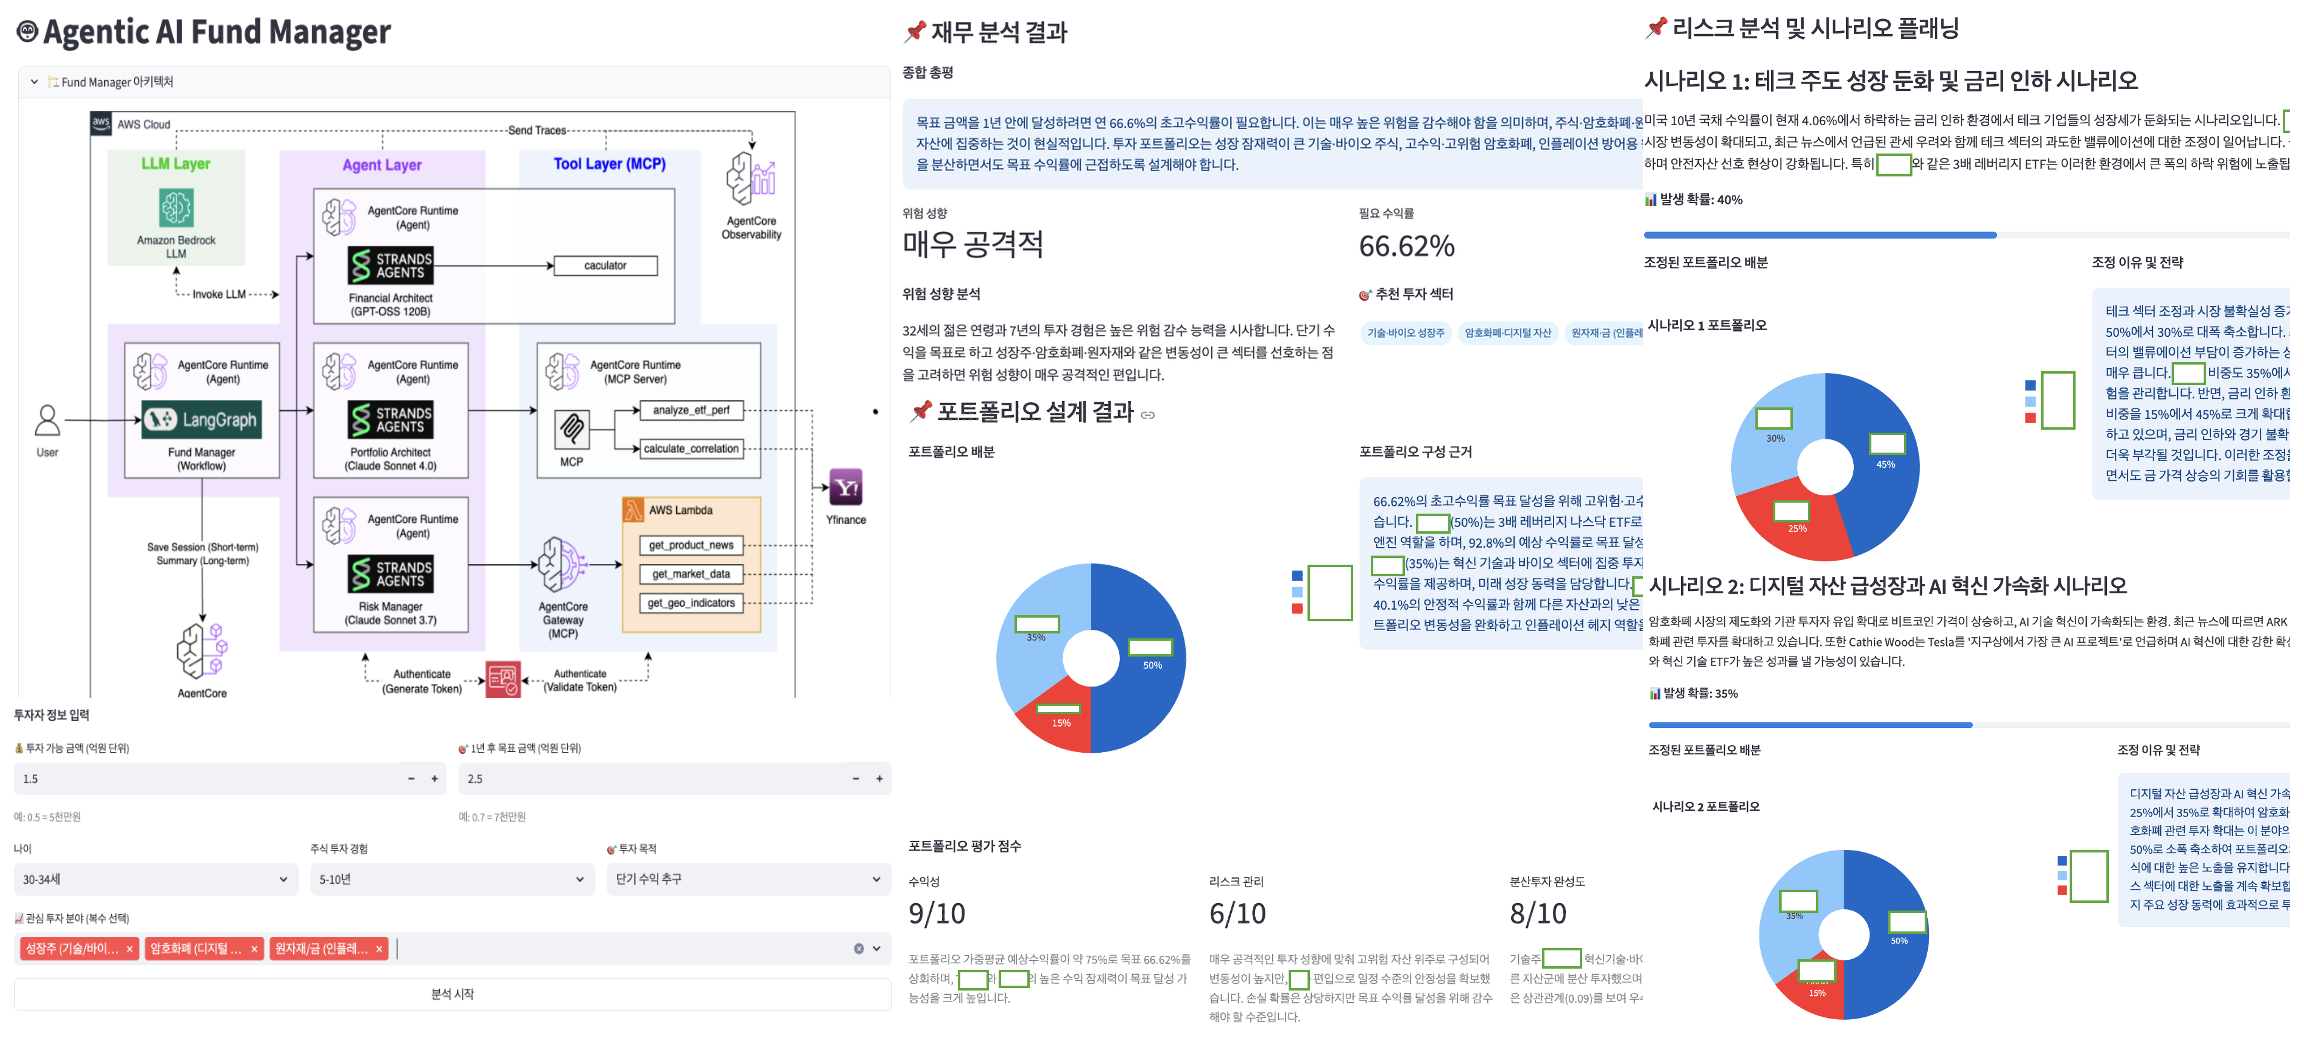 Agentic AI Fund Manager
Fund Manager 아키텍처
aws
AWS Cloud
Send Traces
LLM Layer
Agent Layer
Tool Layer (MCP)
Amazon Bedrock
LLM
Invoke LLM
AgentCore Runtime
(Agent)
STRANDS
AGENTS
Financial Architect
(GPT-OSS 120B)
caculator
AgentCore
Observability
User
AgentCore Runtime
(Agent)
LangGraph
Fund Manager
(Workflow)
AgentCore Runtime
(Agent)
STRANDS
AGENTS
Portfolio Architect
(Claude Sonnet 4.0)
AgentCore Runtime
(MCP Server)
MCP
analyze_etf_perf
calculate_correlation
Y!
Yfinance
Save Session (Short-term)
Summary (Long-term)
AgentCore
AgentCore Runtime
(Agent)
STRANDS
AGENTS
Risk Manager
(Claude Sonnet 3.7)
AgentCore
Gateway
(MCP)
AWS Lambda
get_product_news
get_market_data
get_geo_indicators
Authenticate
(Generate Token)
Authenticate
(Validate Token)
투자자 정보 입력
투자 가능 금액 (억원 단위)
1.5
예: 0.5 = 5천만원
1년 후 목표 금액 (억원 단위)
2.5
예: 0.7 = 7천만원
나이
30-34세
주식 투자 경험
5-10년
투자 목적
단기 수익 추구
관심 투자 분야 (복수 선택)
성장주 (기술/바이... ×
암호화폐 (디지털 ... ×
원자재/금 (인플레... ×
분석 시작
재무 분석 결과
종합 총평
목표 금액을 1년 안에 달성하려면 연 66.6%의 초고수익률이 필요합니다. 이는 매우 높은 위험을 감수해야 함을 의미하며, 주식·암호화폐·원
자산에 집중하는 것이 현실적입니다. 투자 포트폴리오는 성장 잠재력이 큰 기술·바이오 주식, 고수익·고위험 암호화폐, 인플레이션 방어용
을 분산하면서도 목표 수익률에 근접하도록 설계해야 합니다.
위험 성향
매우 공격적
필요 수익률
66.62%
위험 성향 분석
32세의 젊은 연령과 7년의 투자 경험은 높은 위험 감수 능력을 시사합니다. 단기 수
익을 목표로 하고 성장주·암호화폐·원자재와 같은 변동성이 큰 섹터를 선호하는 점
을 고려하면 위험 성향이 매우 공격적인 편입니다.
추천 투자 섹터
기술·바이오 성장주
암호화폐·디지털 자산
원자재·금 (인플레
포트폴리오 설계 결과
포트폴리오 배분
35%
50%
15%
포트폴리오 구성 근거
66.62%의 초고수익률 목표 달성을 위해 고위험·고수
습니다. (50%)는 3배 레버리지 나스닥 ETF로
엔진 역할을 하며, 92.8%의 예상 수익률로 목표 달성
(35%)는 혁신 기술과 바이오 섹터에 집중 투자
수익률을 제공하며, 미래 성장 동력을 담당합니다.
40.1%의 안정적 수익률과 함께 다른 자산과의 낮은
트폴리오 변동성을 완화하고 인플레이션 헤지 역할을
포트폴리오 평가 점수
수익성
9/10
포트폴리오 가중평균 예상수익률이 약 75%로 목표 66.62%를
상회하며, 와 의 높은 수익 잠재력이 목표 달성 가
능성을 크게 높입니다.
리스크 관리
6/10
매우 공격적인 투자 성향에 맞춰 고위험 자산 위주로 구성되어
변동성이 높지만, 편입으로 일정 수준의 안정성을 확보했
습니다. 손실 확률은 상당하지만 목표 수익률 달성을 위해 감수
해야 할 수준입니다.
분산투자 완성도
8/10
기술주 혁신기술·바
른 자산군에 분산 투자했으며
은 상관관계(0.09)를 보여 우수
리스크 분석 및 시나리오 플래닝
시나리오 1: 테크 주도 성장 둔화 및 금리 인하 시나리오
미국 10년 국채 수익률이 현재 4.06%에서 하락하는 금리 인하 환경에서 테크 기업들의 성장세가 둔화되는 시나리오입니다.
시장 변동성이 확대되고, 최근 뉴스에서 언급된 관세 우려와 함께 테크 섹터의 과도한 밸류에이션에 대한 조정이 일어납니다.
하며 안전자산 선호 현상이 강화됩니다. 특히 와 같은 3배 레버리지 ETF는 이러한 환경에서 큰 폭의 하락 위험에 노출됩
발생 확률: 40%
조정된 포트폴리오 배분
시나리오 1 포트폴리오
30%
45%
25%
조정 이유 및 전략
테크 섹터 조정과 시장 불확실성 증가
50%에서 30%로 대폭 축소합니다.
터의 밸류에이션 부담이 증가하는 상
매우 큽니다. 비중도 35%에서
험을 관리합니다. 반면, 금리 인하 환
비중을 15%에서 45%로 크게 확대합
하고 있으며, 금리 인하와 경기 불확
더욱 부각될 것입니다. 이러한 조정을
면서도 금 가격 상승의 기회를 활용할
시나리오 2: 디지털 자산 급성장과 AI 혁신 가속화 시나리오
암호화폐 시장의 제도화와 기관 투자자 유입 확대로 비트코인 가격이 상승하고, AI 기술 혁신이 가속화되는 환경. 최근 뉴스에 따르면 ARK
화폐 관련 투자를 확대하고 있습니다. 또한 Cathie Wood는 Tesla를 '지구상에서 가장 큰 AI 프로젝트'로 언급하며 AI 혁신에 대한 강한 확신
와 혁신 기술 ETF가 높은 성과를 낼 가능성이 있습니다.
발생 확률: 35%
조정된 포트폴리오 배분
시나리오 2 포트폴리오
35%
50%
15%
조정 이유 및 전략
디지털 자산 급성장과 AI 혁신 가속
25%에서 35%로 확대하여 암호화
호화폐 관련 투자 확대는 이 분야의
50%로 소폭 축소하여 포트폴리오
식에 대한 높은 노출을 유지합니다
스 섹터에 대한 노출을 계속 확보합
지 주요 성장 동력에 효과적으로 투